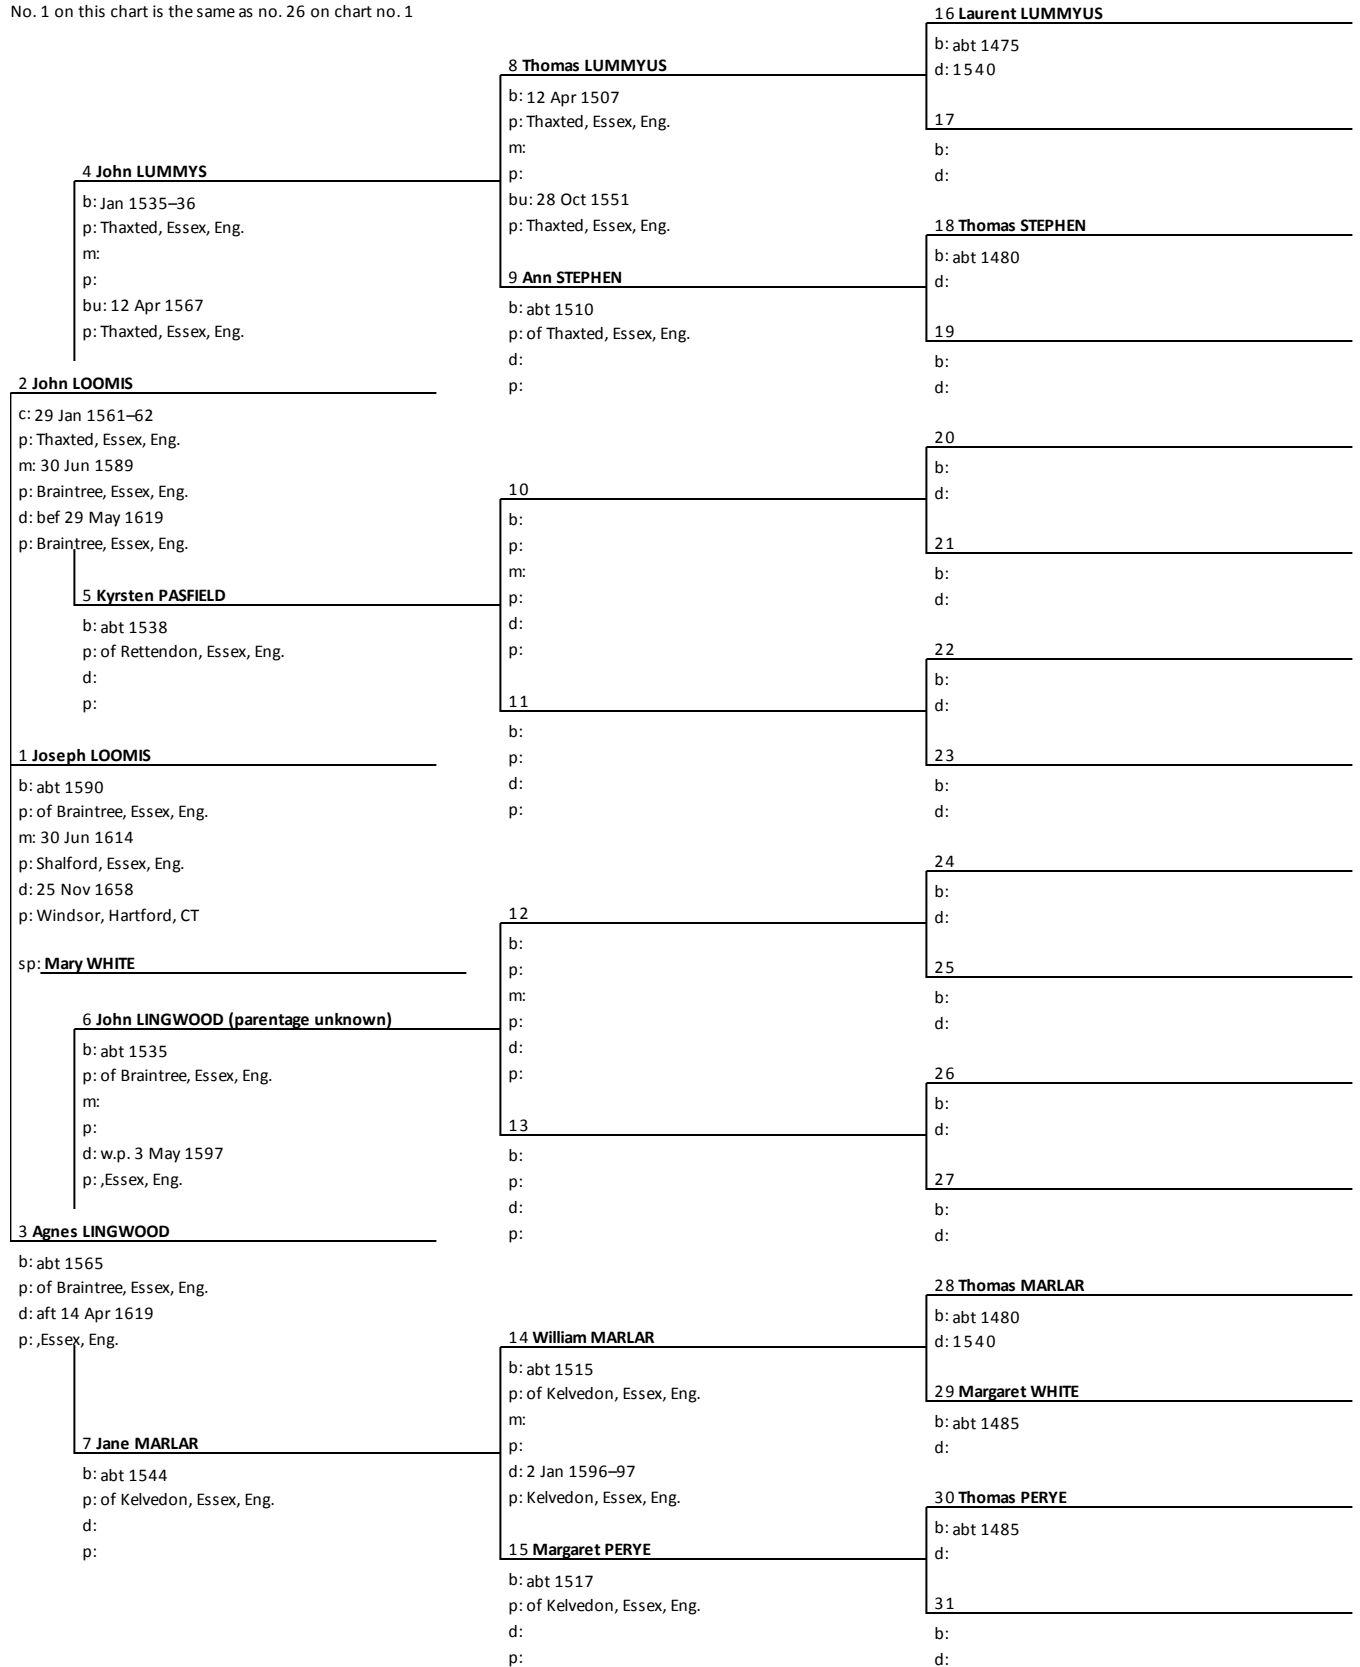 No. 1 on this chart is the same as no. 26 on chart no. 1
16 Laurent LUMMYUS
b: abt 1475
d: 1540
8 Thomas LUMMYUS
b: 12 Apr 1507
p: Thaxted, Essex, Eng.
m:
p:
bu: 28 Oct 1551
p: Thaxted, Essex, Eng.
17
b:
d:
4 John LUMMYS
b: Jan 1535–36
p: Thaxted, Essex, Eng.
m:
p:
bu: 12 Apr 1567
p: Thaxted, Essex, Eng.
18 Thomas STEPHEN
b: abt 1480
d:
9 Ann STEPHEN
b: abt 1510
p: of Thaxted, Essex, Eng.
d:
p:
19
b:
d:
2 John LOOMIS
c: 29 Jan 1561–62
p: Thaxted, Essex, Eng.
m: 30 Jun 1589
p: Braintree, Essex, Eng.
d: bef 29 May 1619
p: Braintree, Essex, Eng.
20
b:
d:
10
b:
p:
m:
p:
d:
p:
21
b:
d:
5 Kyrsten PASFIELD
b: abt 1538
p: of Rettendon, Essex, Eng.
d:
p:
22
b:
d:
11
b:
p:
d:
p:
23
b:
d:
1 Joseph LOOMIS
b: abt 1590
p: of Braintree, Essex, Eng.
m: 30 Jun 1614
p: Shalford, Essex, Eng.
d: 25 Nov 1658
p: Windsor, Hartford, CT
sp: Mary WHITE
24
b:
d:
12
b:
p:
m:
p:
d:
p:
25
b:
d:
6 John LINGWOOD (parentage unknown)
b: abt 1535
p: of Braintree, Essex, Eng.
m:
p:
d: w.p. 3 May 1597
p: ,Essex, Eng.
26
b:
d:
13
b:
p:
d:
p:
27
b:
d:
3 Agnes LINGWOOD
b: abt 1565
p: of Braintree, Essex, Eng.
d: aft 14 Apr 1619
p: ,Essex, Eng.
28 Thomas MARLAR
b: abt 1480
d: 1540
14 William MARLAR
b: abt 1515
p: of Kelvedon, Essex, Eng.
m:
p:
d: 2 Jan 1596–97
p: Kelvedon, Essex, Eng.
29 Margaret WHITE
b: abt 1485
d:
7 Jane MARLAR
b: abt 1544
p: of Kelvedon, Essex, Eng.
d:
p:
30 Thomas PERYE
b: abt 1485
d:
15 Margaret PERYE
b: abt 1517
p: of Kelvedon, Essex, Eng.
d:
p:
31
b:
d: